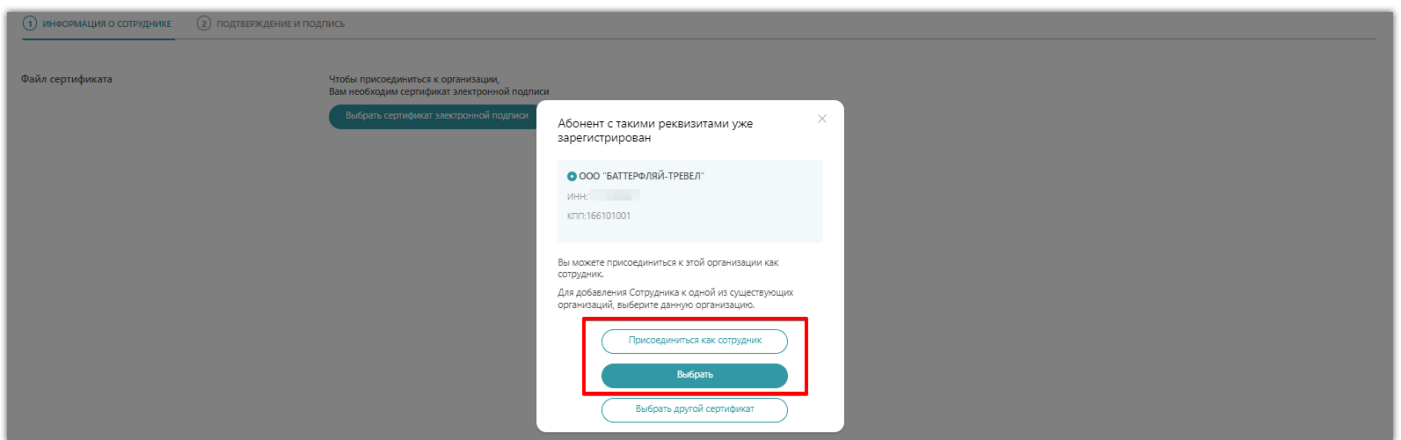 1 ИНФОРМАЦИЯ О СОТРУДНИКЕ 2 ПОДТВЕРЖДЕНИЕ И ПОДПИСЬ
Файл сертификата
Чтобы присоединиться к организации,
Вам необходим сертификат электронной подписи
Выбрать сертификат электронной подписи
Абонент с такими реквизитами уже
зарегистрирован
ООО "БАТТЕРФЛЯЙ-ТРЕВЕЛ"
ИНН:
КПП:166101001
Вы можете присоединиться к этой организации как
сотрудник.
Для добавления Сотрудника к одной из существующих
организаций, выберите данную организацию.
Присоединиться как сотрудник
Выбрать
Выбрать другой сертификат